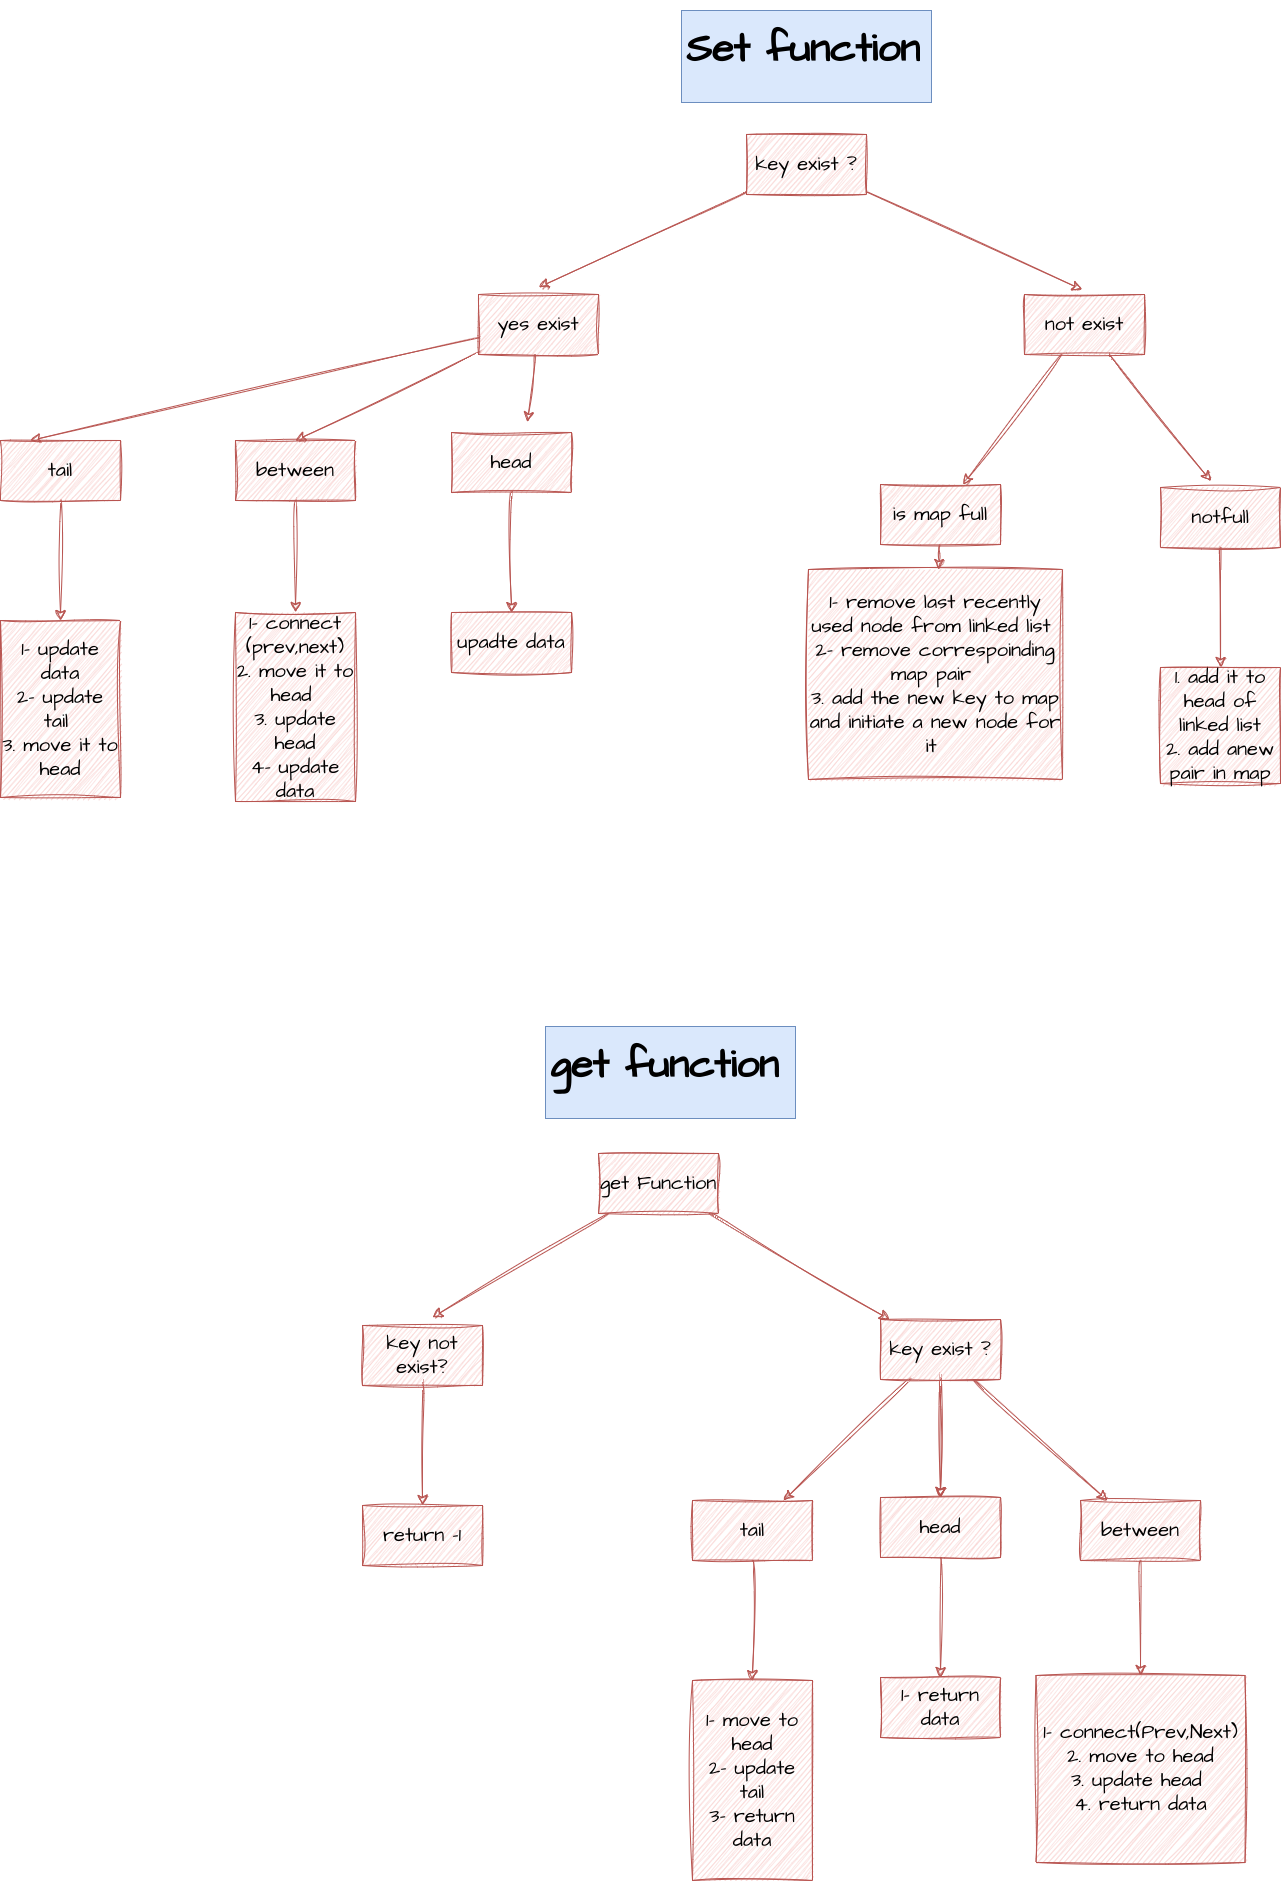 Set function
key exist ?
yes exist
not exist
tail
between
head
is map full
notfull
1- update
data
2- update
tail
3. move it to
head
1- connect
(prev,next)
2. move it to
head
3. update
head
4- update
data
upadte data
1- remove last recently
used node from linked list
2- remove correspoinding
map pair
3. add the new key to map
and initiate a new node for
it
1. add it to
head of
linked list
2. add anew
pair in map
get function
get Function
key not
exist?
key exist ?
return -1
tail
head
between
1- move to
head
2- update
tail
3- return
data
1- return
data
1- connect(Prev,Next)
2. move to head
3. update head
4. return data